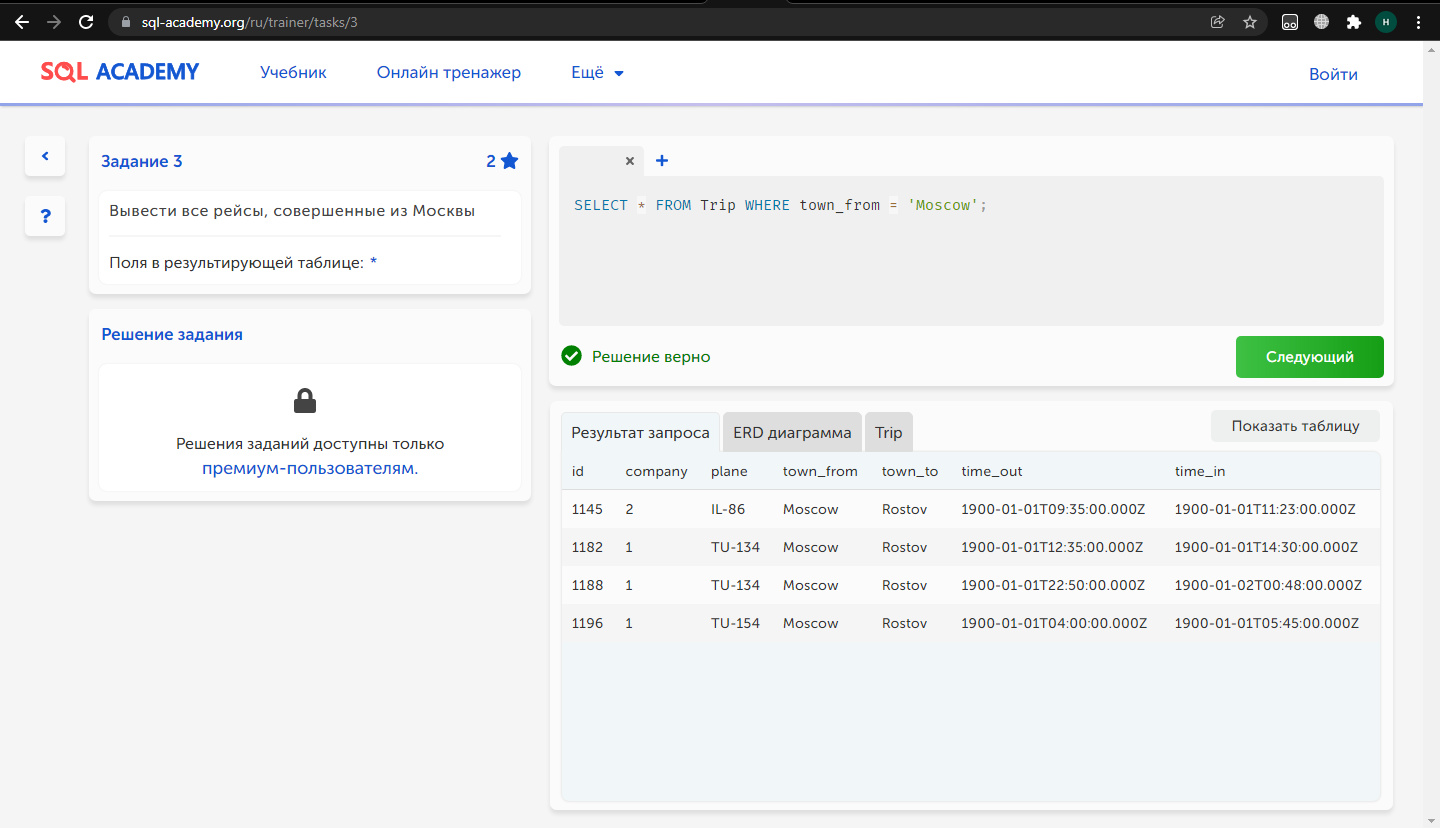 sql-academy.org/ru/trainer/tasks/3
H
SQL ACADEMY
Учебник
Онлайн тренажер
Ещё
Войти
Задание 3
2
Вывести все рейсы, совершенные из Москвы
Поля в результирующей таблице: *
?
Решение задания
Решения заданий доступны только
премиум-пользователям.
× +
SELECT * FROM Trip WHERE town_from = 'Moscow';
Решение верно
Следующий
Результат запроса
ERD диаграмма
Trip
Показать таблицу
id company plane town_from town_to time_out time_in
1145 2 IL-86 Moscow Rostov 1900-01-01T09:35:00.000Z 1900-01-01T11:23:00.000Z
1182 1 TU-134 Moscow Rostov 1900-01-01T12:35:00.000Z 1900-01-01T14:30:00.000Z
1188 1 TU-134 Moscow Rostov 1900-01-01T22:50:00.000Z 1900-01-02T00:48:00.000Z
1196 1 TU-154 Moscow Rostov 1900-01-01T04:00:00.000Z 1900-01-01T05:45:00.000Z